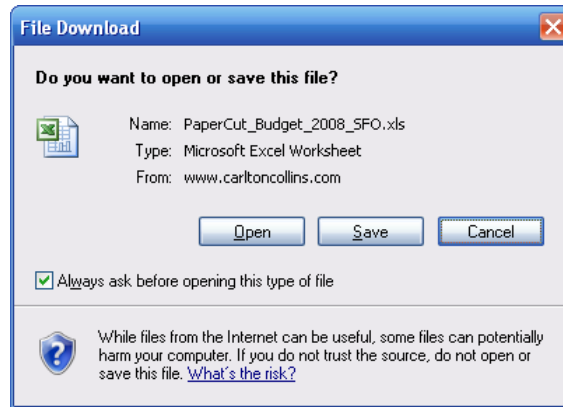 File Download
Do you want to open or save this file?
Name: PaperCut_Budget_2008_SFO.xls
Type: Microsoft Excel Worksheet
From: www.carltoncollins.com
Open Save Cancel
Always ask before opening this type of file
While files from the Internet can be useful, some files can potentially
harm your computer. If you do not trust the source, do not open or
save this file. What's the risk?